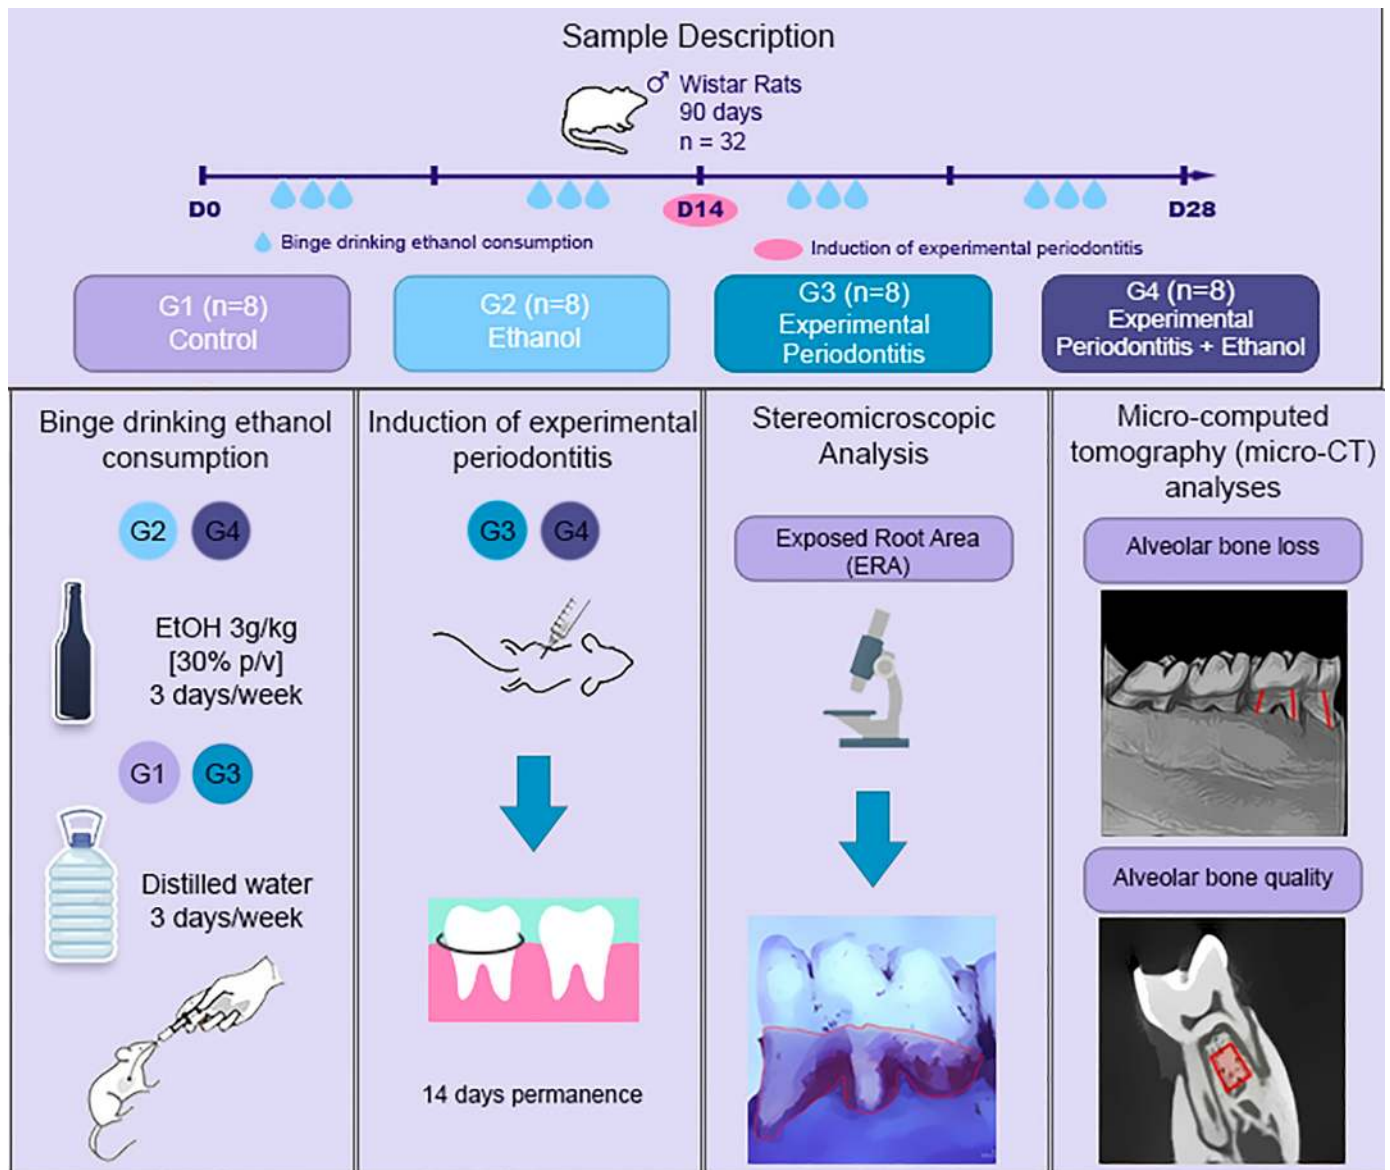 Sample Description
♂ Wistar Rats
90 days
n = 32
D0
D14
D28
Binge drinking ethanol consumption
Induction of experimental periodontitis
G1 (n=8)
Control
G2 (n=8)
Ethanol
G3 (n=8)
Experimental
Periodontitis
G4 (n=8)
Experimental
Periodontitis + Ethanol
Binge drinking ethanol
consumption
G2 G4
EtOH 3g/kg
[30% p/v]
3 days/week
G1 G3
Distilled water
3 days/week
Induction of experimental
periodontitis
G3 G4
14 days permanence
Stereomicroscopic
Analysis
Exposed Root Area
(ERA)
Micro-computed
tomography (micro-CT)
analyses
Alveolar bone loss
Alveolar bone quality